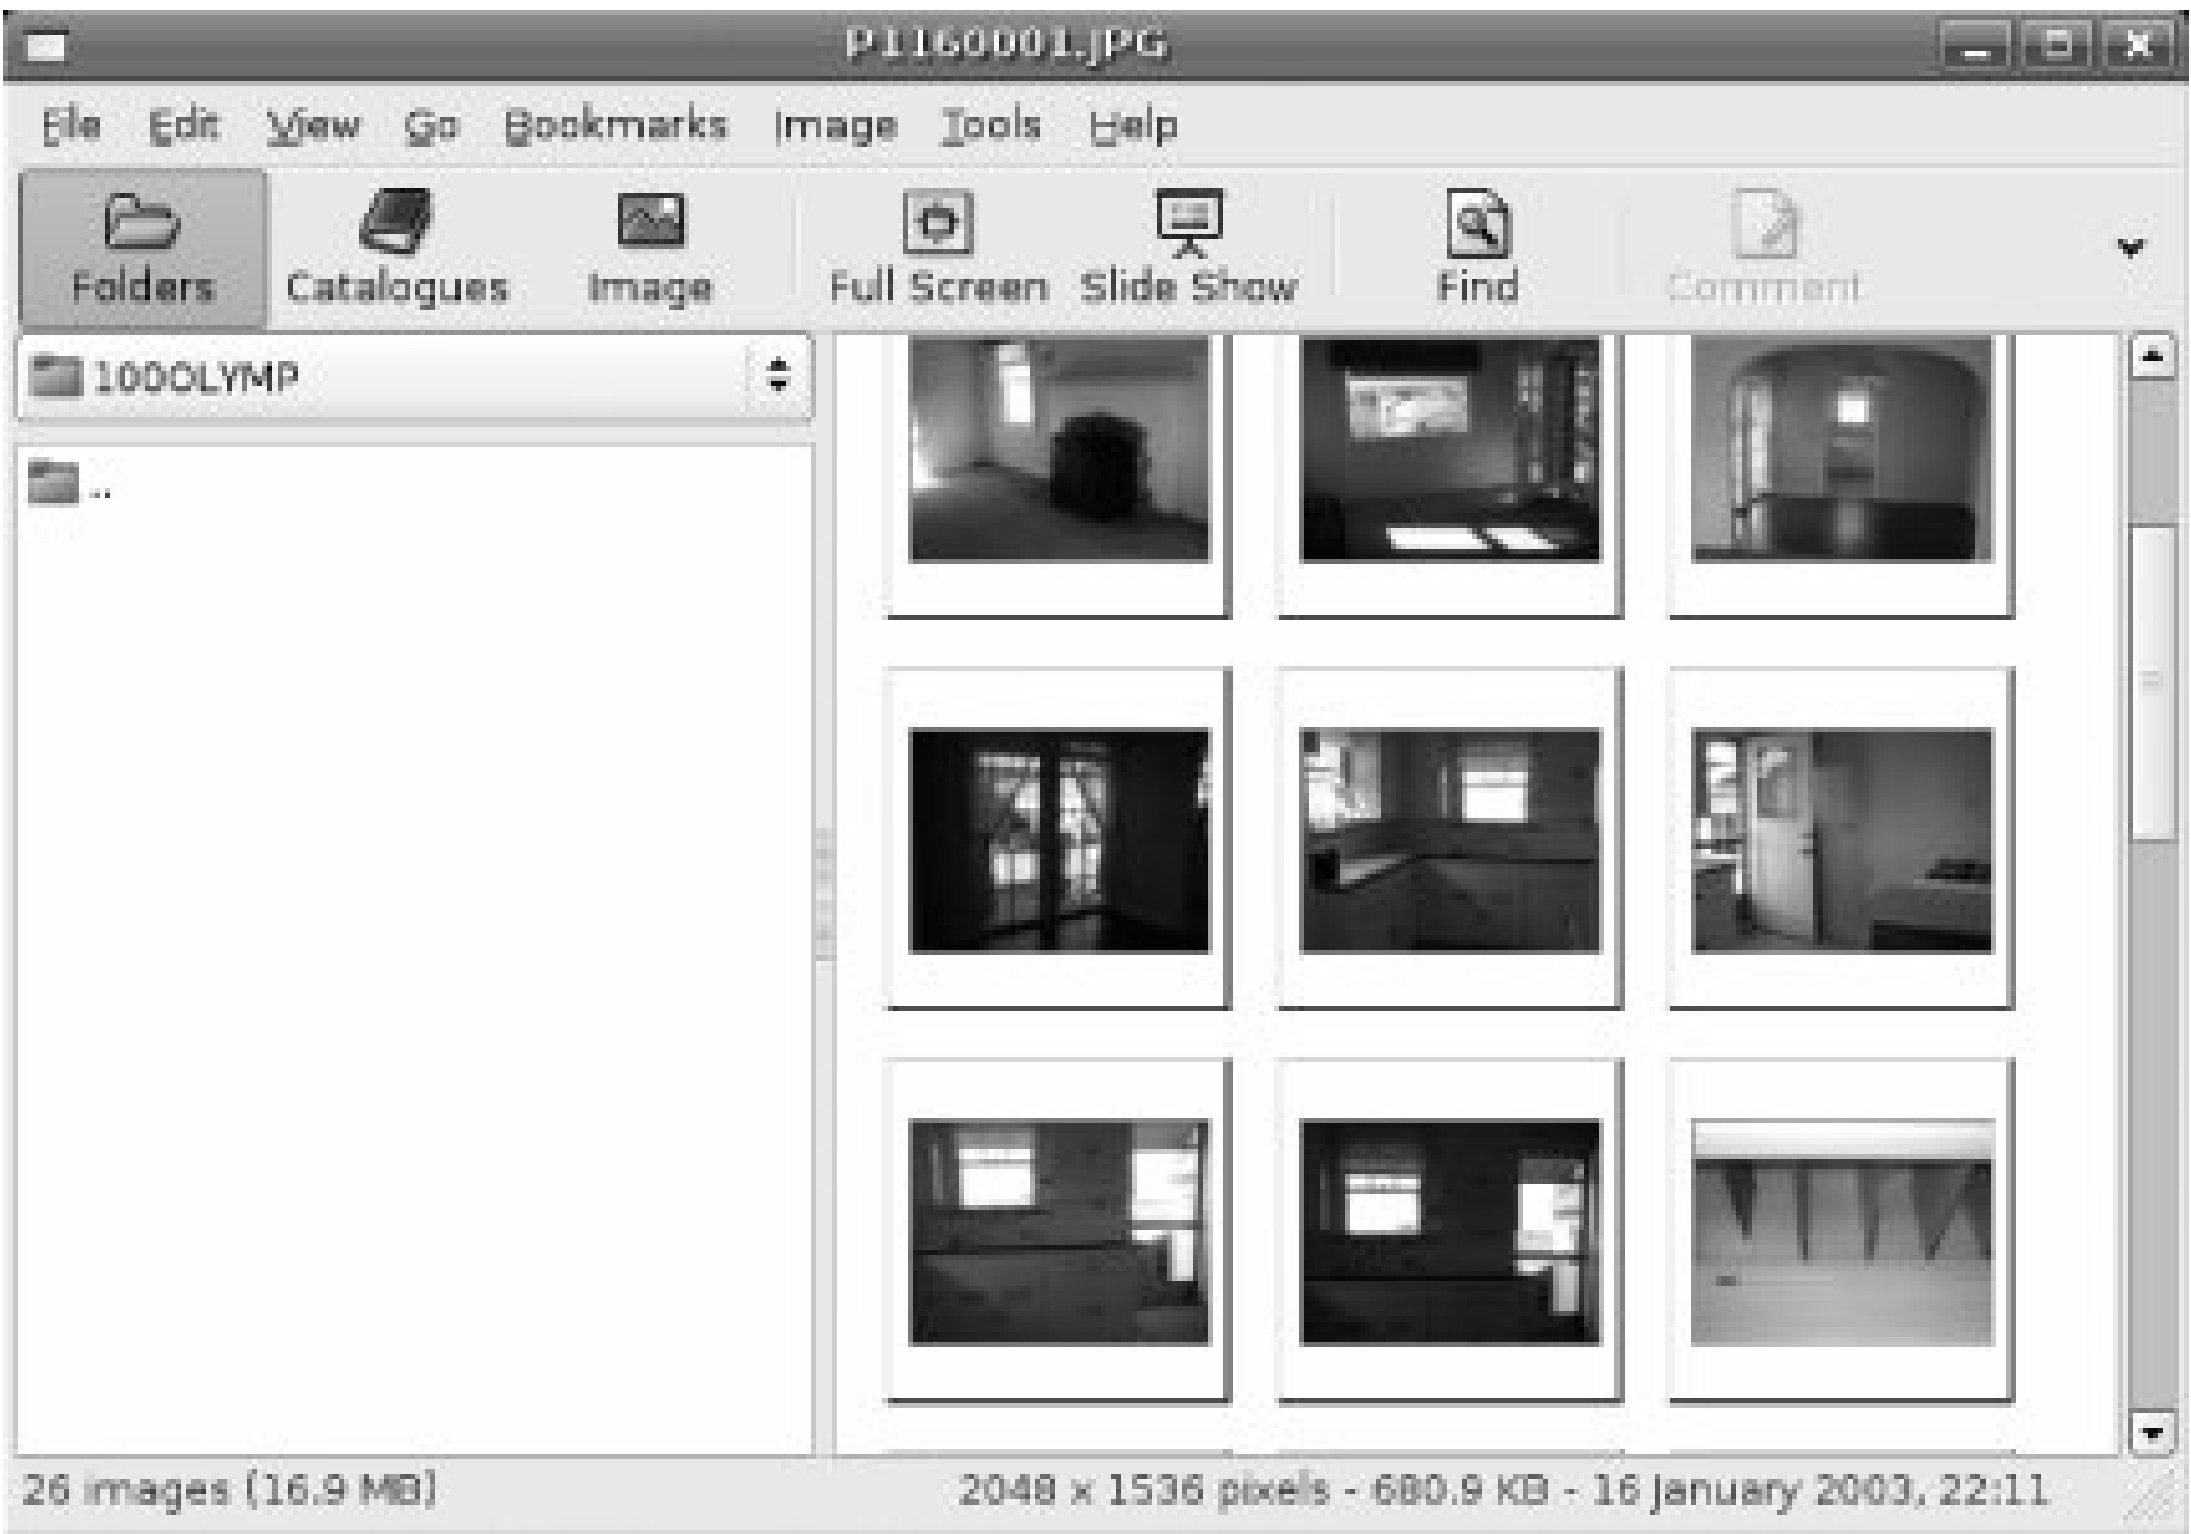 P1160001.JPG
File Edit View Go Bookmarks Image Tools Help
Folders Catalogues Image Full Screen Slide Show Find Comment
100OLYMP
..
26 images (16.9 MB)
2048 x 1536 pixels - 680.9 KB - 16 January 2003, 22:11